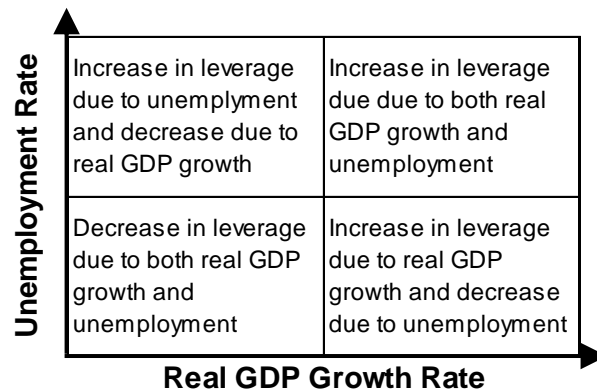 Unemployment Rate
Increase in leverage
due to unemplyment
and decrease due to
real GDP growth
Increase in leverage
due due to both real
GDP growth and
unemployment
Decrease in leverage
due to both real GDP
growth and
unemployment
Increase in leverage
due to real GDP
growth and decrease
due to unemployment
Real GDP Growth Rate